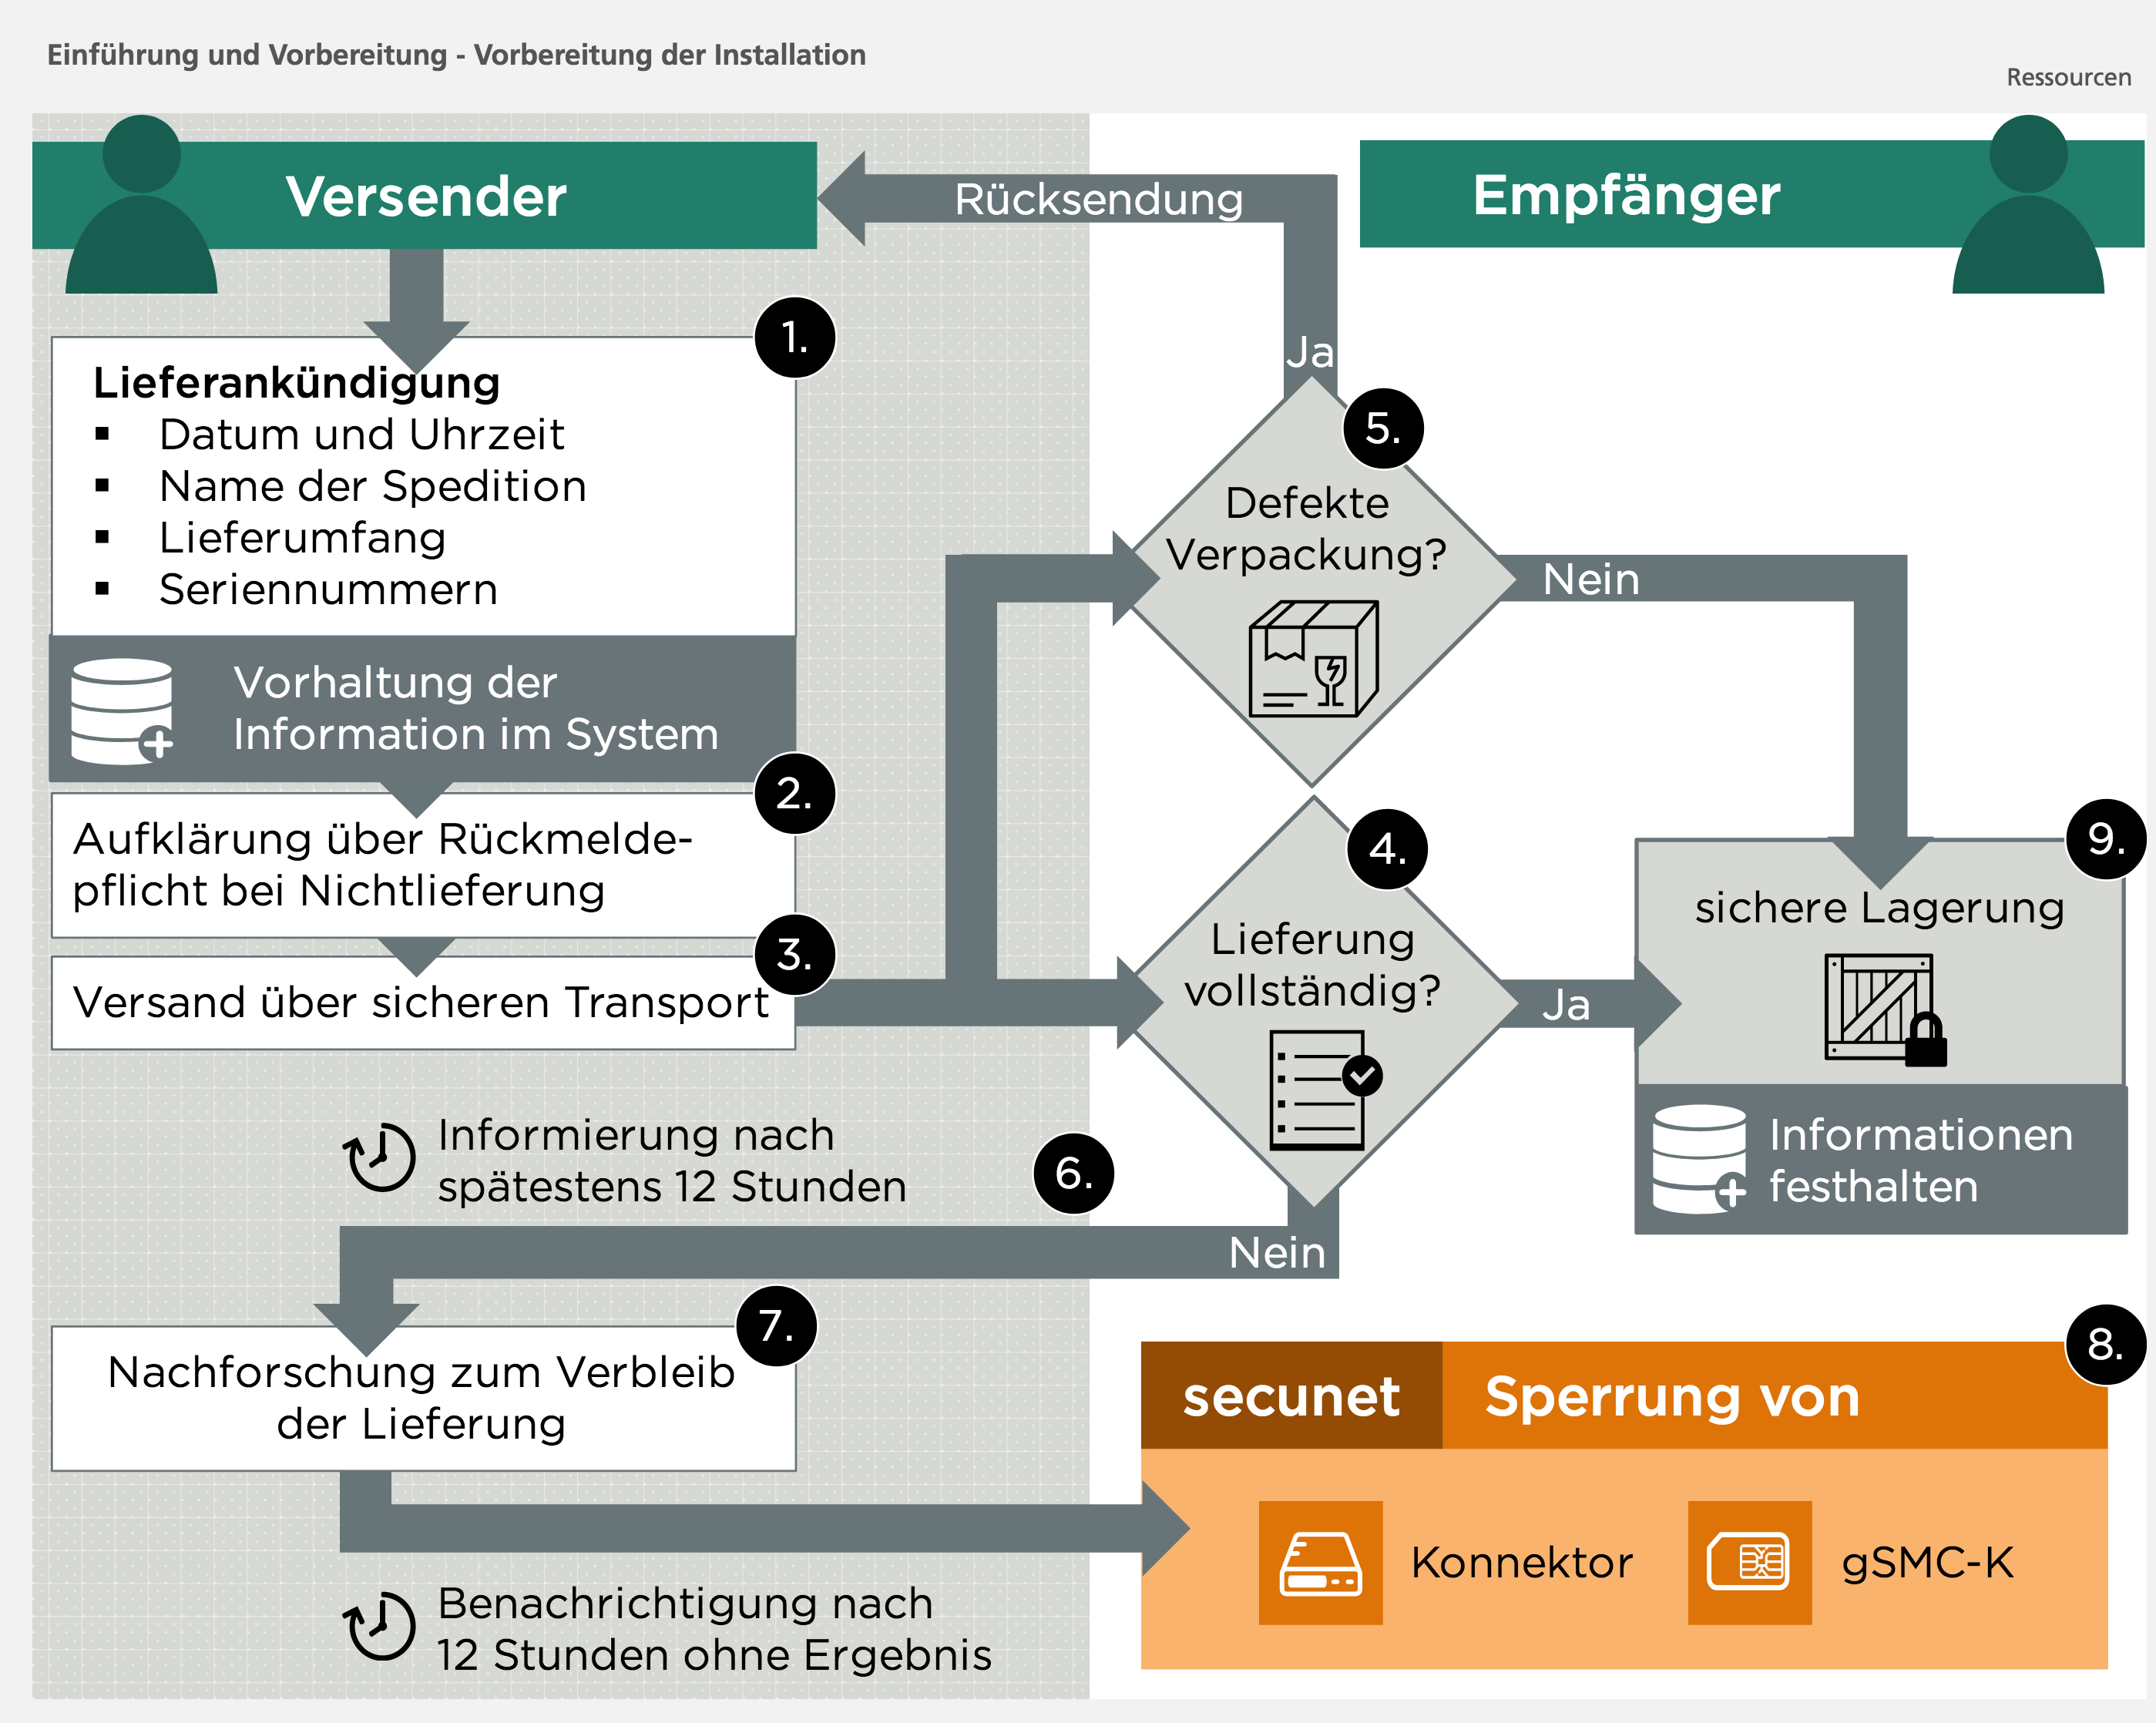 Einführung und Vorbereitung - Vorbereitung der Installation
Ressourcen
Versender
Rücksendung
Empfänger
1.
Lieferankündigung
▪ Datum und Uhrzeit
▪ Name der Spedition
▪ Lieferumfang
▪ Seriennummern
Vorhaltung der
Information im System
2.
Aufklärung über Rückmelde-
pflicht bei Nichtlieferung
3.
Versand über sicheren Transport
Ja
5.
Defekte
Verpackung?
Nein
4.
Lieferung
vollständig?
Ja
9.
sichere Lagerung
Informationen
festhalten
Informierung nach
spätestens 12 Stunden
6.
Nein
7.
Nachforschung zum Verbleib
der Lieferung
8.
secunet
Sperrung von
Konnektor
gSMC-K
Benachrichtigung nach
12 Stunden ohne Ergebnis